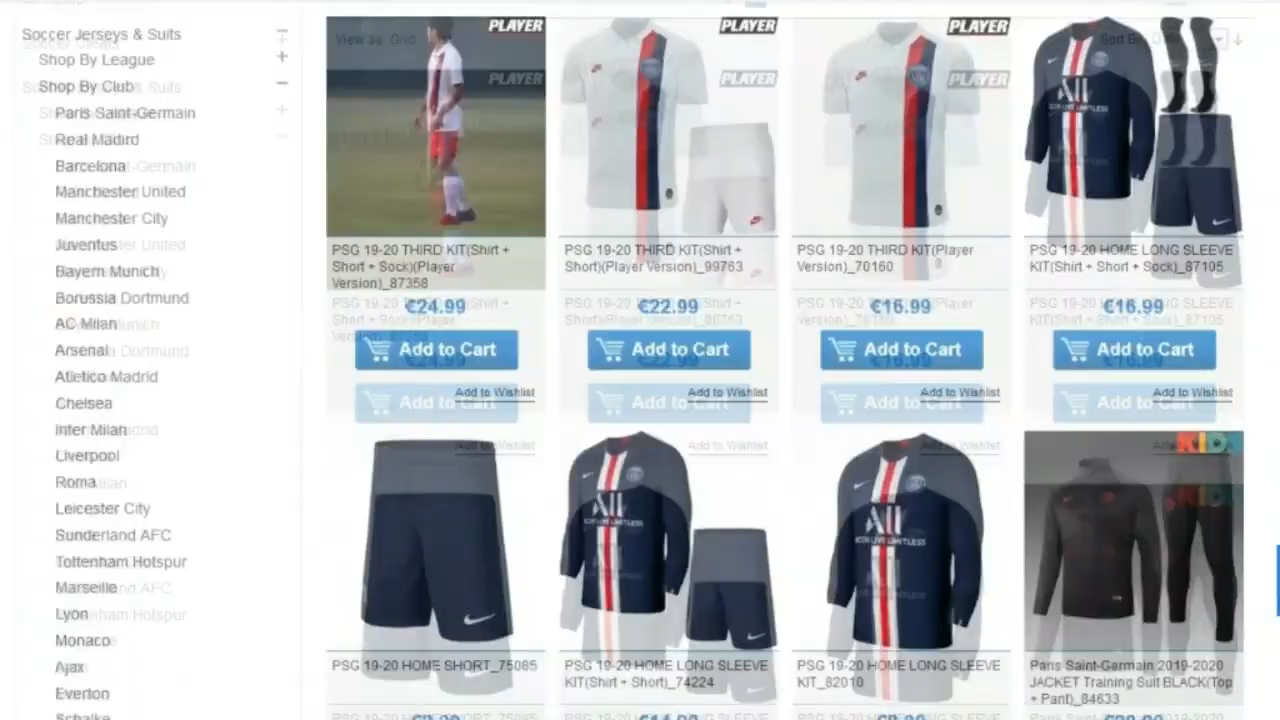 Soccer Jerseys & Suits
Shop By League
Shop By Club
Paris Saint-Germain
Real Madrid
Barcelona
Manchester United
Manchester City
Juventus
Bayern Munich
Borussia Dortmund
AC Milan
Arsenal
Atletico Madrid
Chelsea
Inter Milan
Liverpool
Roma
Leicester City
Sunderland AFC
Tottenham Hotspur
Marseille
Lyon
Monaco
Ajax
Everton
Schalke
View as: Grid
PLAYER
PLAYER
PLAYER
PLAYER
PLAYER
PLAYER
PSG 19-20 THIRD KIT(Shirt +
Short + Sock)(Player
Version)_87358
€24.99
Add to Cart
Add to Wishlist
PSG 19-20 THIRD KIT(Shirt +
Short)(Player Version)_99763
€22.99
Add to Cart
Add to Wishlist
PSG 19-20 THIRD KIT(Player
Version)_70160
€16.99
Add to Cart
Add to Wishlist
PSG 19-20 HOME LONG SLEEVE
KIT(Shirt + Short + Sock)_87105
€16.99
Add to Cart
Add to Wishlist
PSG 19-20 HOME SHORT_75085
PSG 19-20 HOME LONG SLEEVE
KIT(Shirt + Short)_74224
PSG 19-20 HOME LONG SLEEVE
KIT_82010
KIDS
Paris Saint-Germain 2019-2020
JACKET Training Suit BLACK(Top
+ Pant)_84633